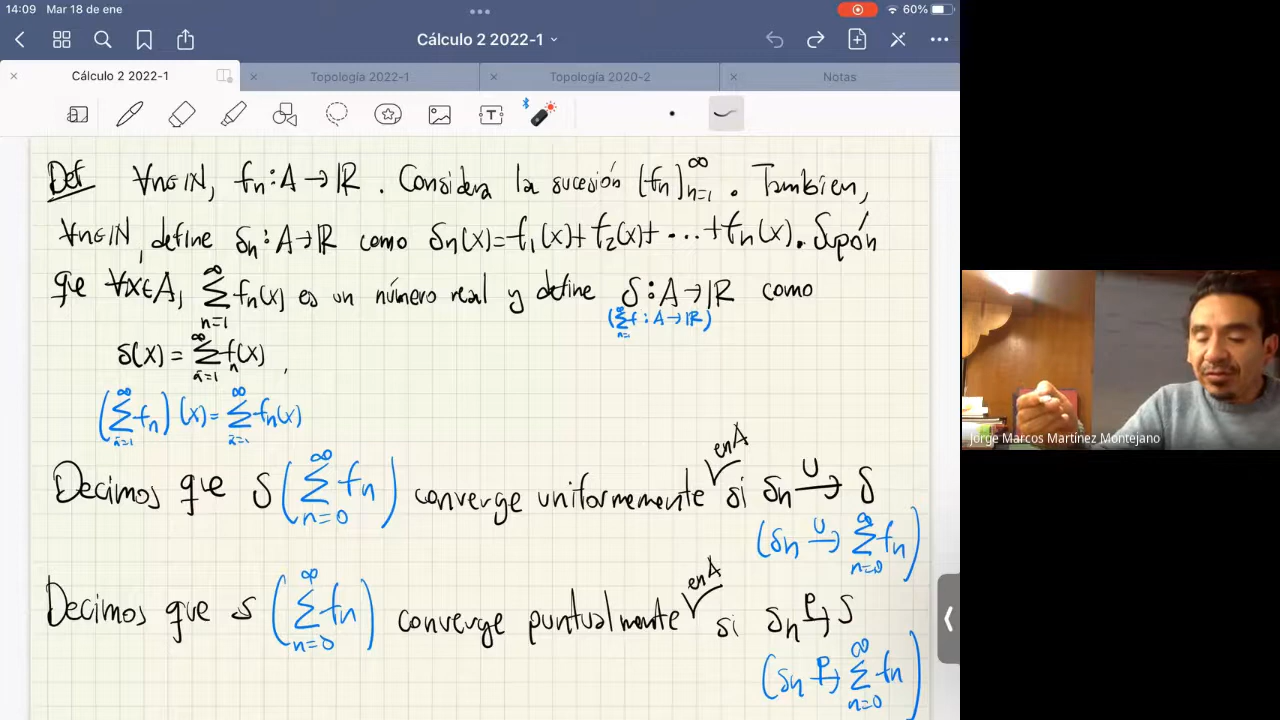 14:09 Mar 18 de ene
60%
Cálculo 2 2022-1
Cálculo 2 2022-1
Topología 2022-1
Topología 2020-2
Notas
Def ∀n∈ℕ, fₙ: A → ℝ. Considera la sucesión {fₙ}_{n=1}^∞. Tambien,
∀n∈ℕ, define sₙ: A → ℝ como sₙ(x)=f₁(x)+f₂(x)+...+fₙ(x). Supón
que ∀x∈A, ∑_{n=1}^∞ fₙ(x) es un número real y define s: A → ℝ como
(∑_{n=1}^∞ f: A → ℝ)
s(x) = ∑_{n=1}^∞ fₙ(x),
(∑_{n=1}^∞ fₙ)(x) = ∑_{n=1}^∞ fₙ(x)
Decimos que s (∑_{n=0}^∞ fₙ) converge uniformemente en A si sₙ →^U s
(sₙ →^U ∑_{n=0}^∞ fₙ)
Decimos que s (∑_{n=0}^∞ fₙ) converge puntualmente en A si sₙ →^P s
(sₙ →^P ∑_{n=0}^∞ fₙ)
Jorge Marcos Martínez Montejano